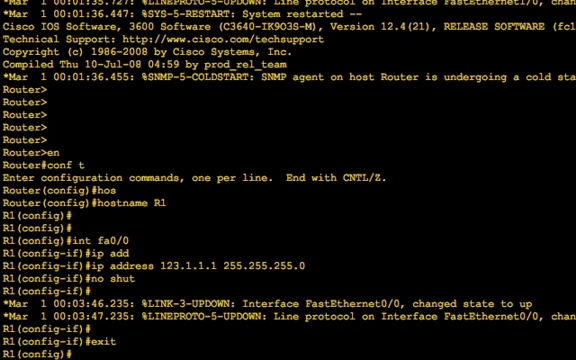 *Mar  1 00:01:35.727: %LINEPROTO-5-UPDOWN: Line protocol on Interface FastEthernet1/0, changed
*Mar  1 00:01:36.447: %SYS-5-RESTART: System restarted --
Cisco IOS Software, 3600 Software (C3640-IK9O3S-M), Version 12.4(21), RELEASE SOFTWARE (fc
Technical Support: http://www.cisco.com/techsupport
Copyright (c) 1986-2008 by Cisco Systems, Inc.
Compiled Thu 10-Jul-08 04:59 by prod_rel_team
*Mar  1 00:01:36.455: %SNMP-5-COLDSTART: SNMP agent on host Router is undergoing a cold sta
Router>
Router>
Router>
Router>
Router>
Router>en
Router#conf t
Enter configuration commands, one per line.  End with CNTL/Z.
Router(config)#hos
Router(config)#hostname R1
R1(config)#
R1(config)#
R1(config)#int fa0/0
R1(config-if)#ip add
R1(config-if)#ip address 123.1.1.1 255.255.255.0
R1(config-if)#no shut
R1(config-if)#
*Mar  1 00:03:46.235: %LINK-3-UPDOWN: Interface FastEthernet0/0, changed state to up
*Mar  1 00:03:47.235: %LINEPROTO-5-UPDOWN: Line protocol on Interface FastEthernet0/0, chan
R1(config-if)#
R1(config-if)#exit
R1(config)#